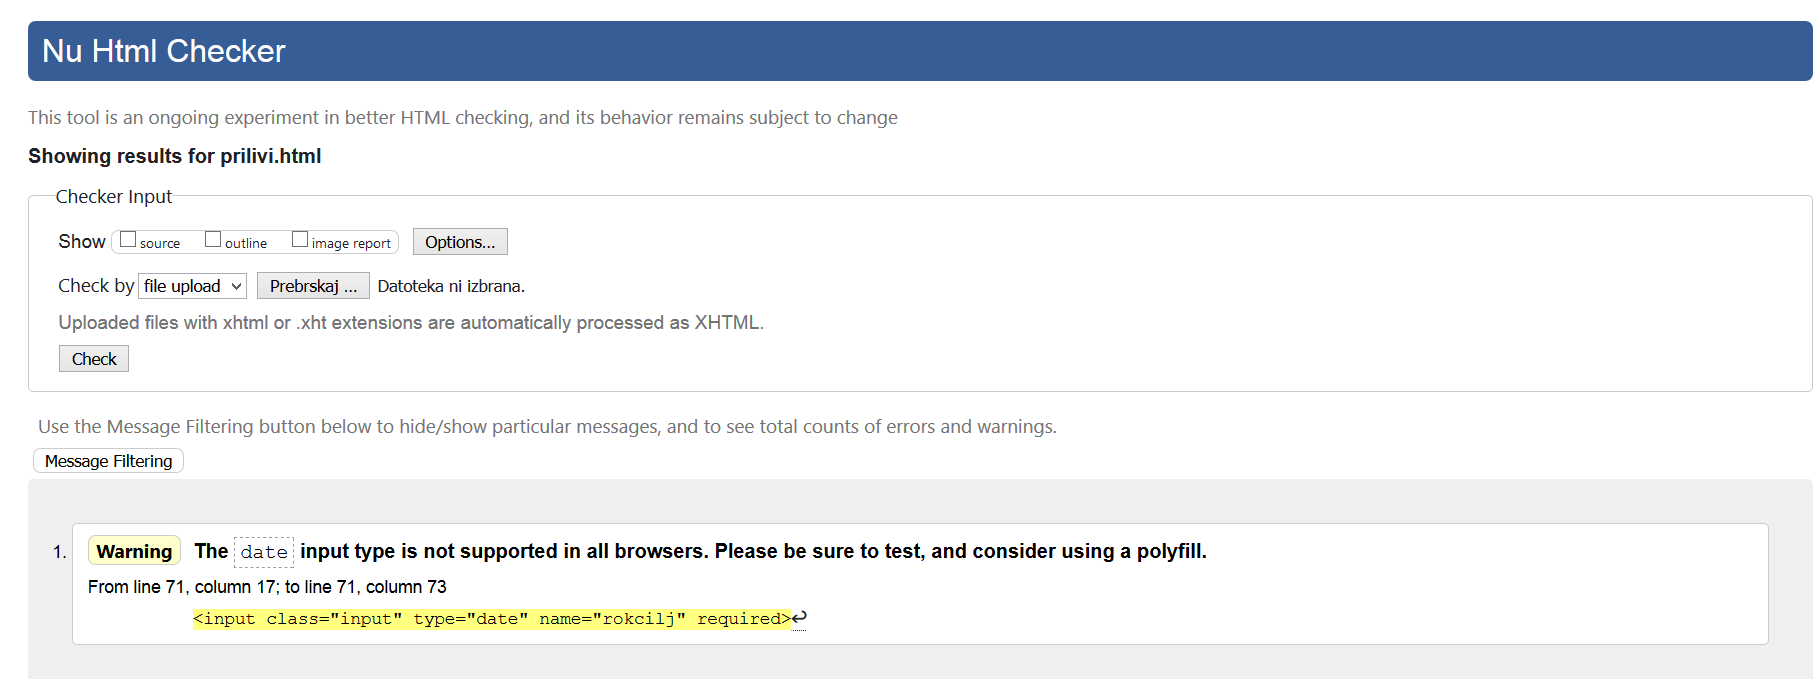 Nu Html Checker
This tool is an ongoing experiment in better HTML checking, and its behavior remains subject to change
Showing results for prilivi.html
Checker Input
Show source outline image report Options...
Check by file upload Prebrskaj ... Datoteka ni izbrana.
Uploaded files with xhtml or .xht extensions are automatically processed as XHTML.
Check
Use the Message Filtering button below to hide/show particular messages, and to see total counts of errors and warnings.
Message Filtering
1. Warning The date input type is not supported in all browsers. Please be sure to test, and consider using a polyfill.
From line 71, column 17; to line 71, column 73
<input class="input" type="date" name="rokcilj" required>↩